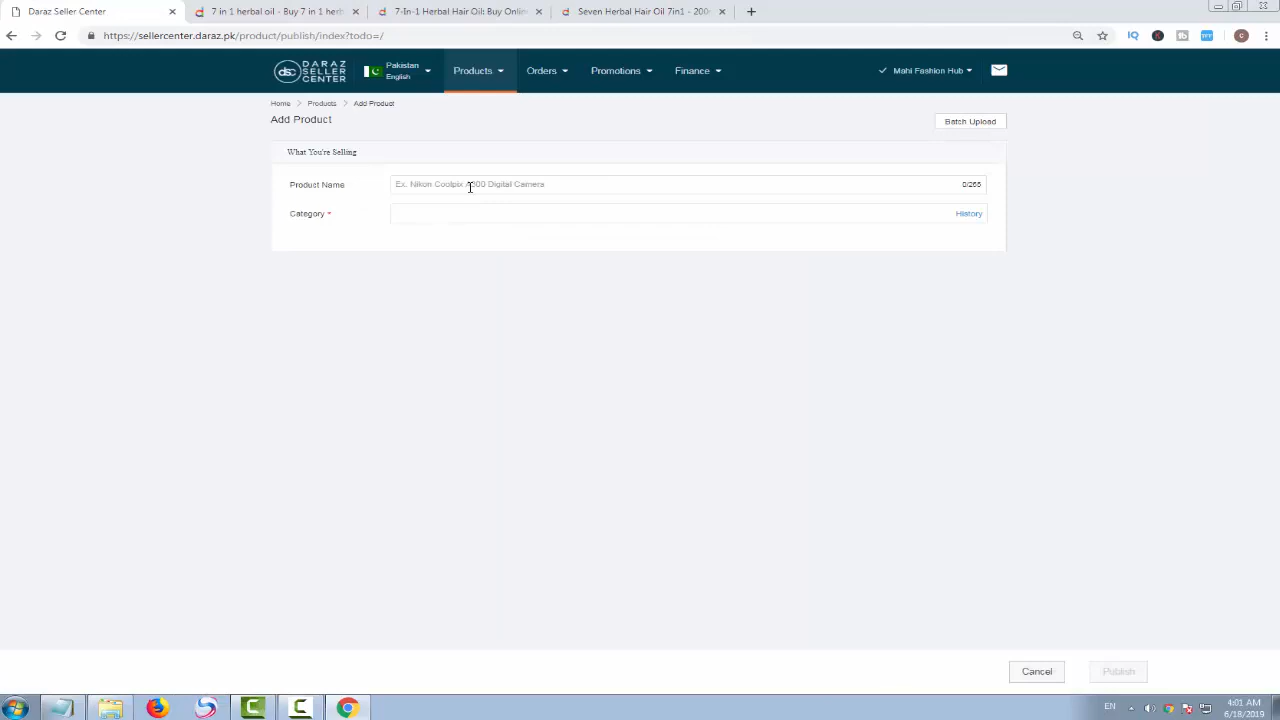 Daraz Seller Center
7 in 1 herbal oil - Buy 7 in 1 herb
7-In-1 Herbal Hair Oil: Buy Onlin
Seven Herbal Hair Oil 7in1 - 200
https://sellercenter.daraz.pk/product/publish/index?todo=/
DARAZ
SELLER
CENTER
dsc
Pakistan
English
Products
Orders
Promotions
Finance
Mahi Fashion Hub
Home > Products > Add Product
Add Product
Batch Upload
What You're Selling
Product Name
Ex. Nikon Coolpix A300 Digital Camera
0/255
Category *
History
Cancel
Publish
EN
4:01 AM
6/18/2019